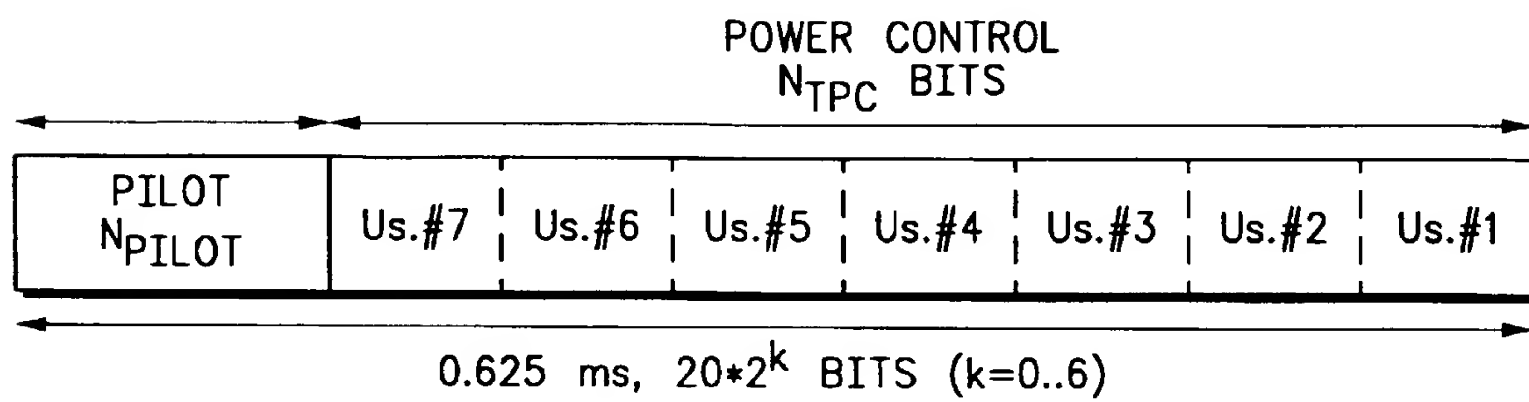 POWER CONTROL
N_TPC BITS
PILOT
N_PILOT
Us.#7 Us.#6 Us.#5 Us.#4 Us.#3 Us.#2 Us.#1
0.625 ms, 20*2^k BITS (k=0..6)